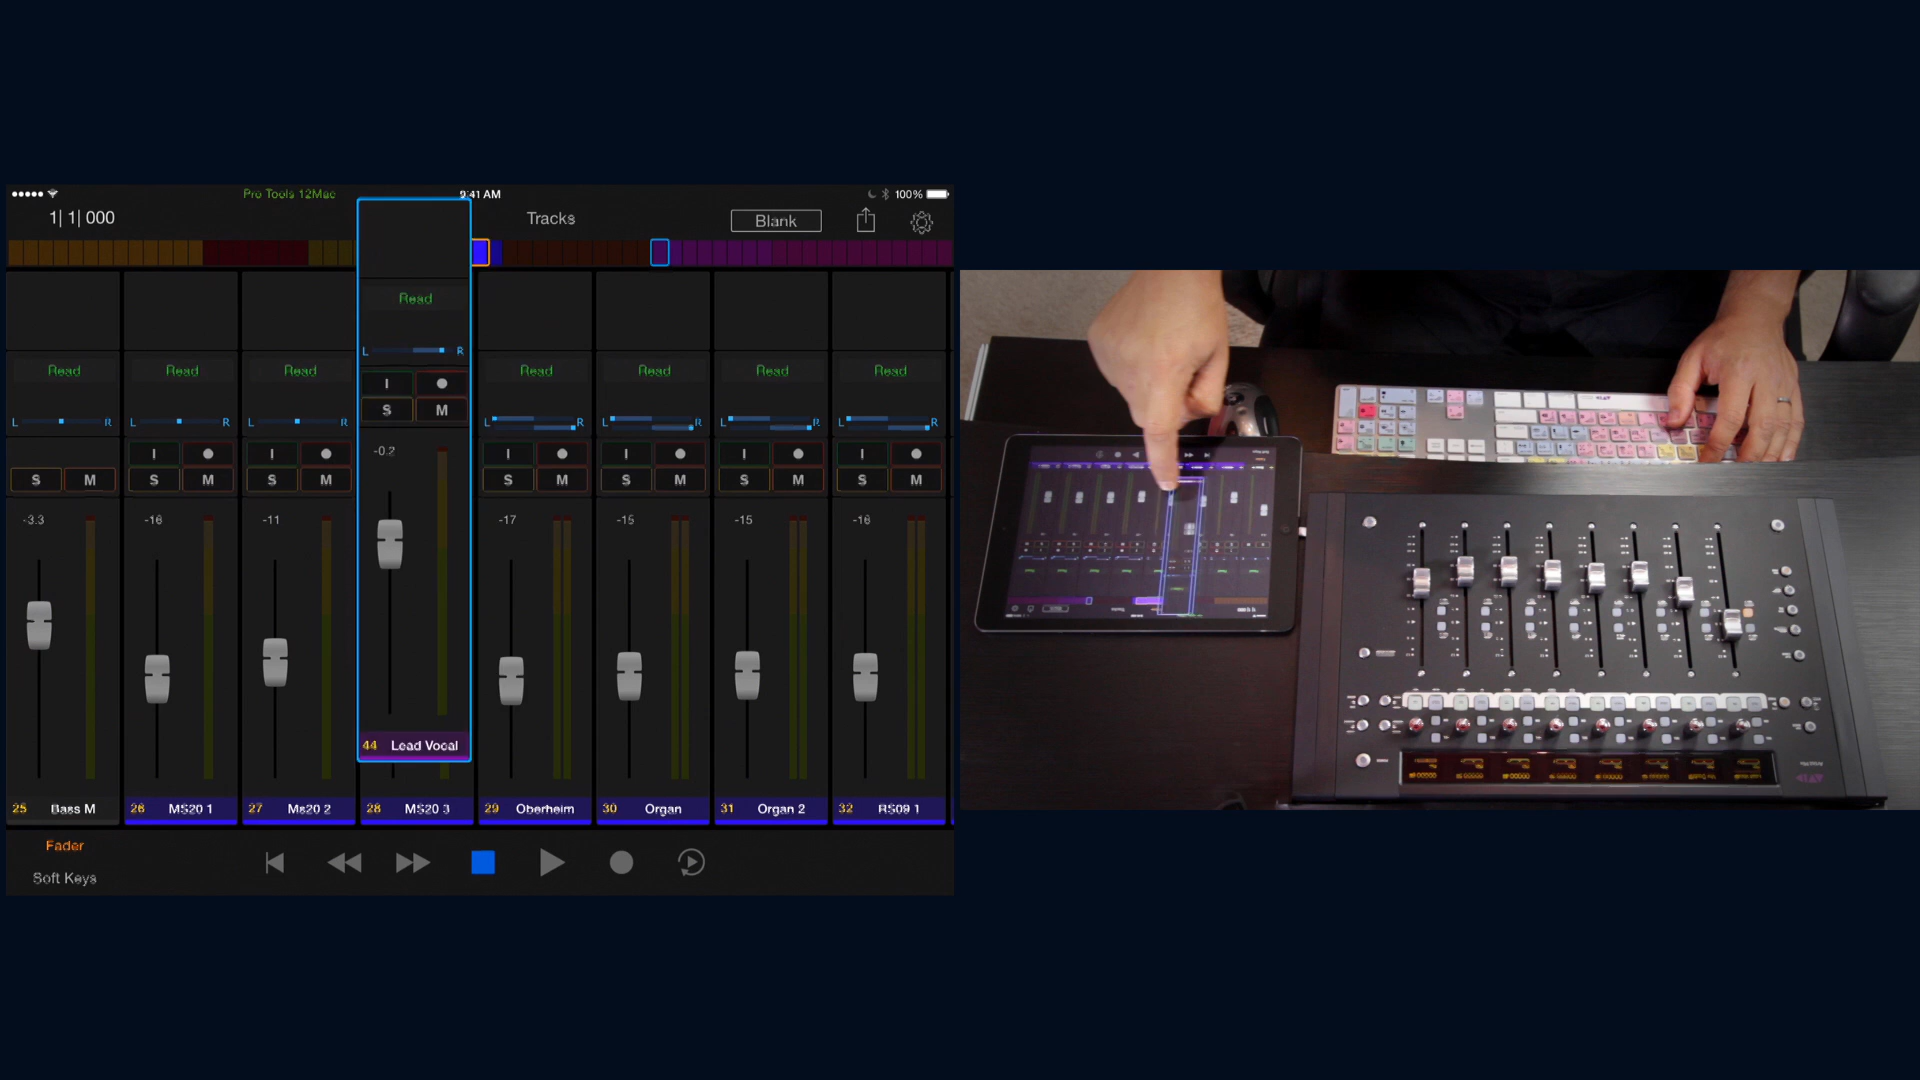 Pro Tools 12Mac
9:41 AM
100%
1| 1| 000
Tracks
Blank
Read
L R
I
S M
-0.2
44 Lead Vocal
Read Read Read Read Read Read Read
L R L R L R L R L R L R L R
I I I I I I
S M S M S M S M S M S M S M
-3.3 -16 -11 -17 -15 -15 -16
25 Bass M 26 MS20 1 27 Ms20 2 28 MS20 3 29 Oberheim 30 Organ 31 Organ 2 32 RS09 1
Fader
Soft Keys